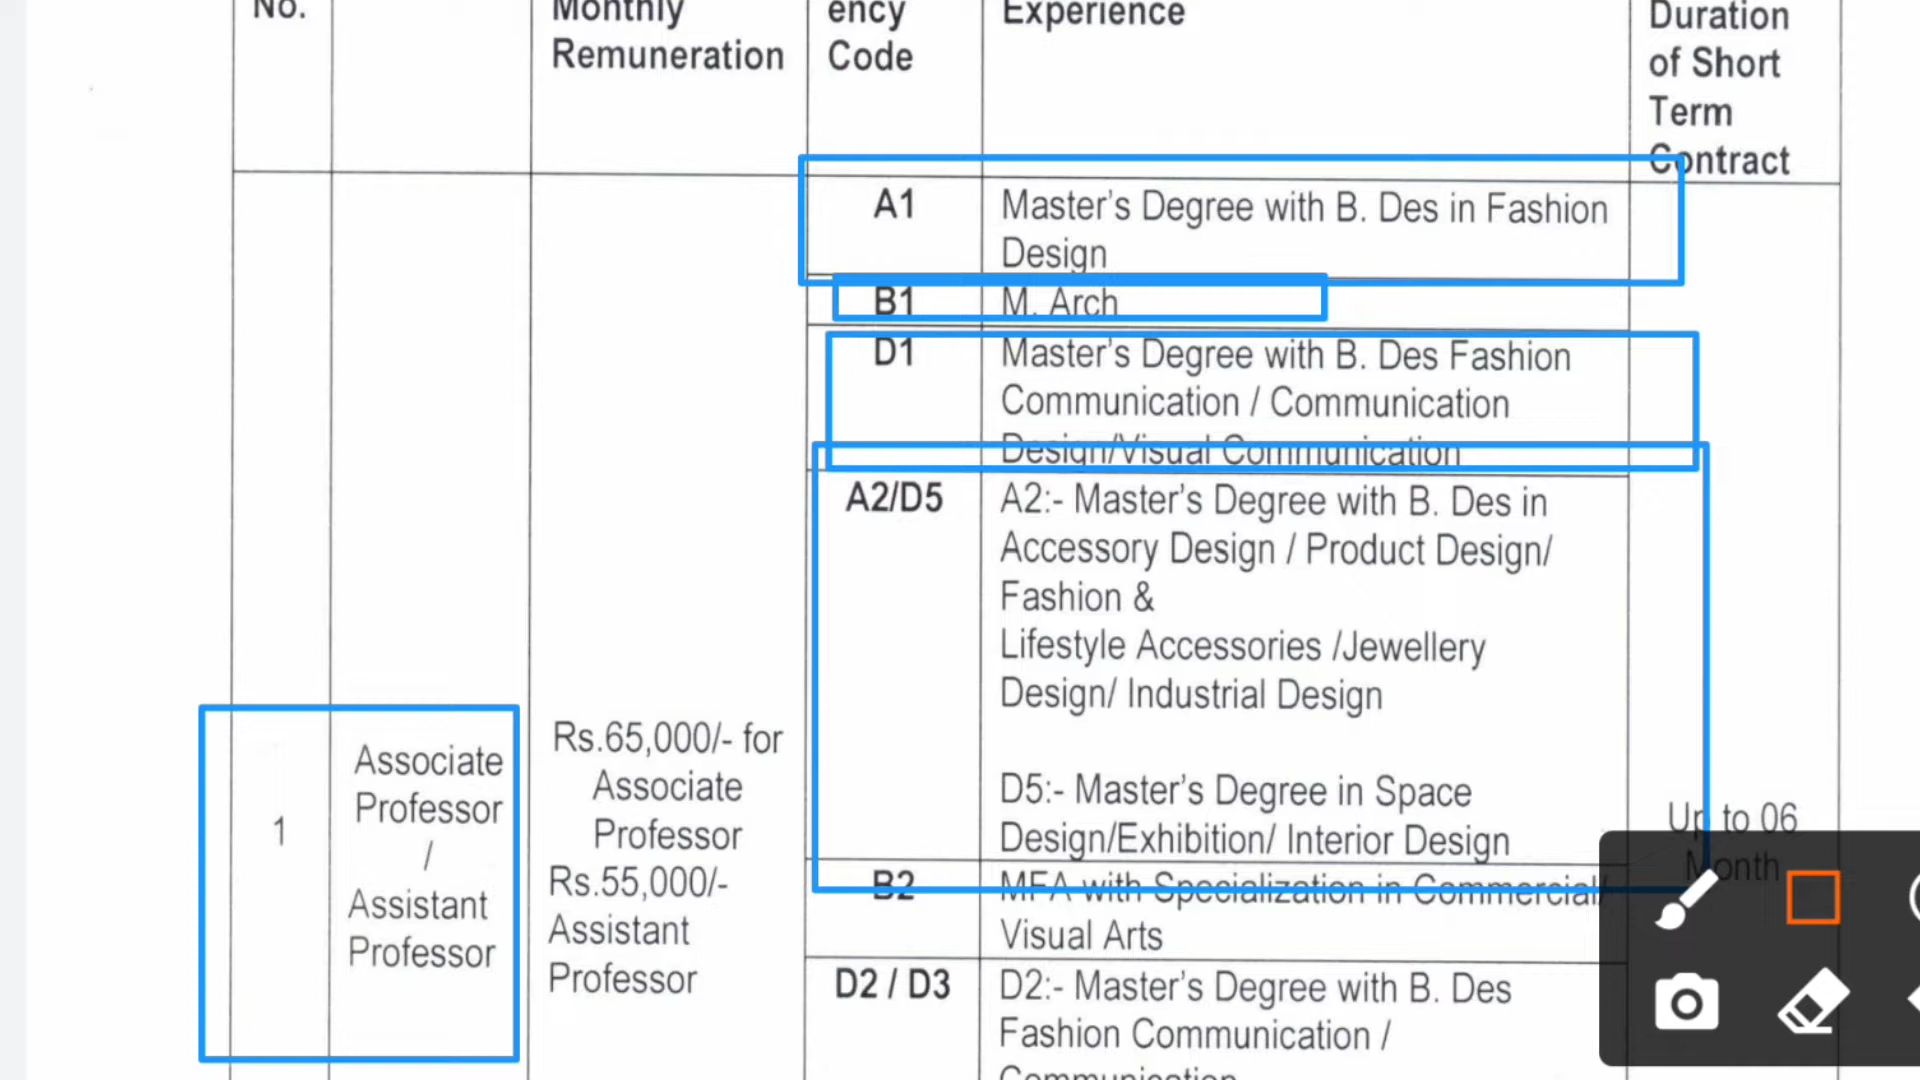 No.
Monthly
Remuneration
ency
Code
Experience
Duration
of Short
Term
Contract
1
Associate
Professor
/
Assistant
Professor
Rs.65,000/- for
Associate
Professor
Rs.55,000/-
Assistant
Professor
A1
Master's Degree with B. Des in Fashion
Design
B1
M. Arch
D1
Master's Degree with B. Des Fashion
Communication / Communication
Design/Visual Communication
A2/D5
A2:- Master's Degree with B. Des in
Accessory Design / Product Design/
Fashion &
Lifestyle Accessories /Jewellery
Design/ Industrial Design
D5:- Master's Degree in Space
Design/Exhibition/ Interior Design
B2
MFA with Specialization in Commercial/
Visual Arts
D2 / D3
D2:- Master's Degree with B. Des
Fashion Communication /
Communication
Up to 06
Month